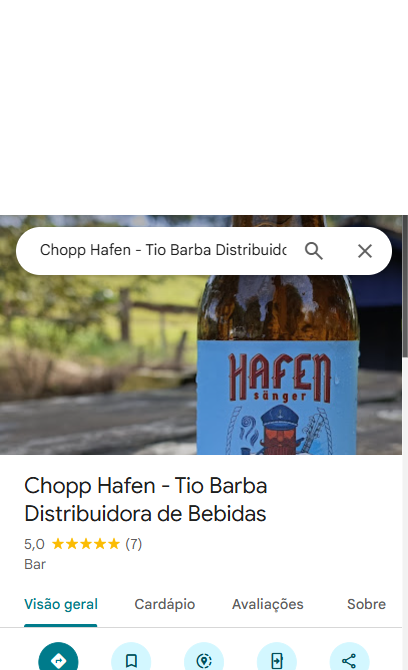 Chopp Hafen - Tio Barba Distribuido
HAFEN
sänger
Chopp Hafen - Tio Barba
Distribuidora de Bebidas
5,0 (7)
Bar
Visão geral Cardápio Avaliações Sobre